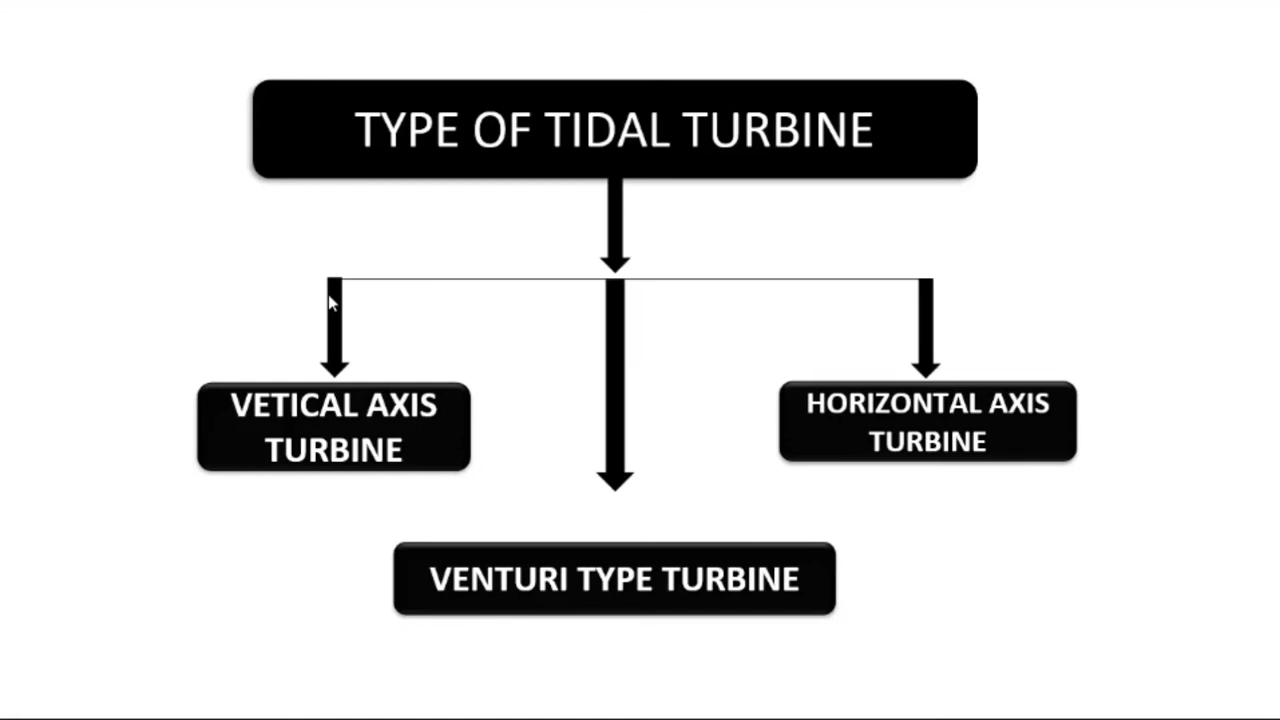 TYPE OF TIDAL TURBINE
VETICAL AXIS
TURBINE
HORIZONTAL AXIS
TURBINE
VENTURI TYPE TURBINE